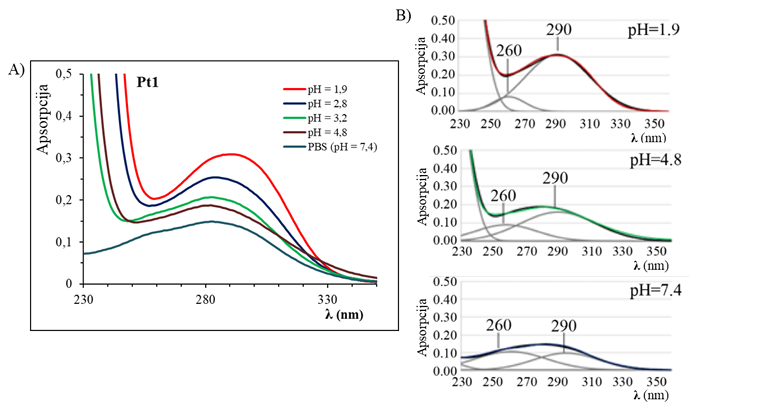 A)
Pt1
Apsorpcija
0,5
0,4
0,3
0,2
0,1
0
230
280
330
λ (nm)
pH = 1.9
pH = 2.8
pH = 3.2
pH = 4,8
PBS (pH = 7.4)
B)
pH=1.9
Apsorpcija
0.50
0.40
0.30
0.20
0.10
0.00
260
290
230 250 270 290 310 330 350
λ (nm)
pH=4.8
Apsorpcija
0.50
0.40
0.30
0.20
0.10
0.00
260
290
230 250 270 290 310 330 350
λ (nm)
pH=7.4
Apsorpcija
0.50
0.40
0.30
0.20
0.10
0.00
260
290
230 250 270 290 310 330 350
λ (nm)